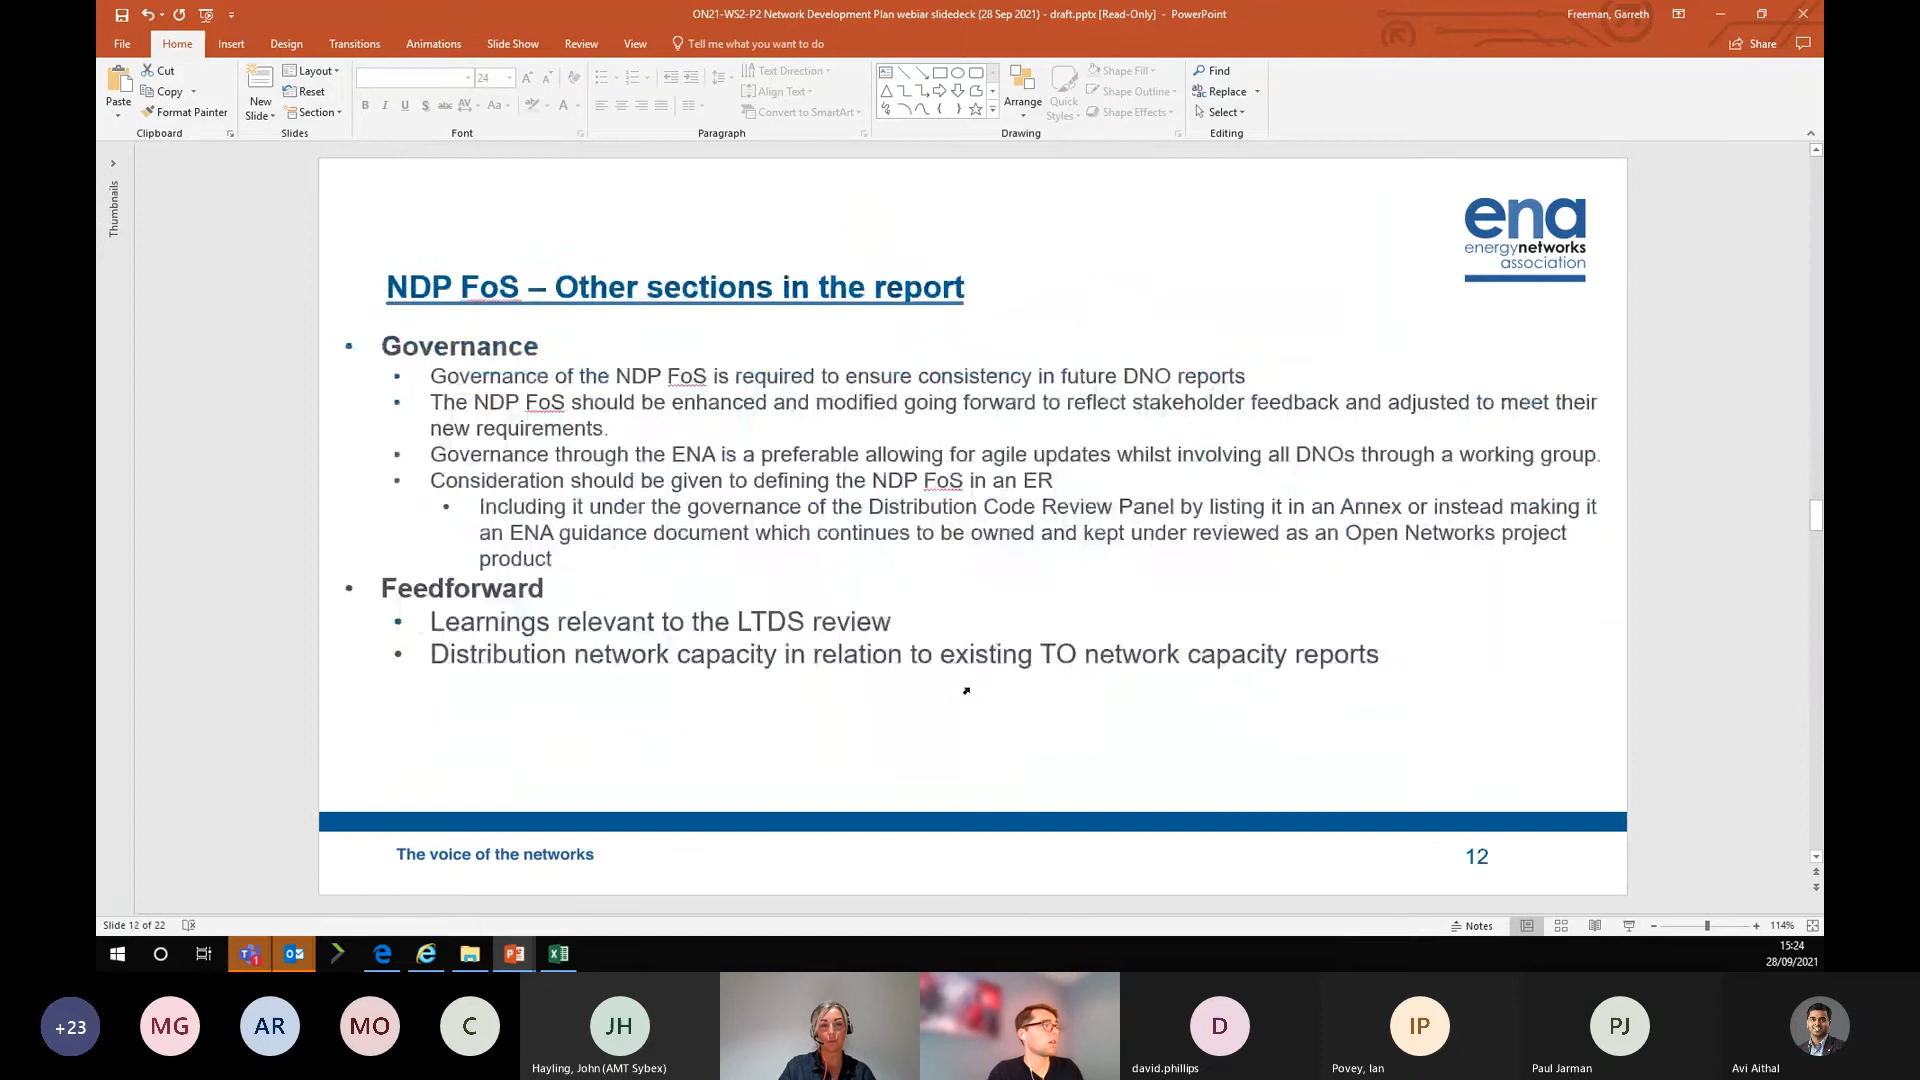 ON21-WS2-P2 Network Development Plan webiar slidedeck (28 Sep 2021) - draft.pptx [Read-Only] - PowerPoint
Freeman, Garreth
File Home Insert Design Transitions Animations Slide Show Review View Tell me what you want to do
Share
Paste
Cut
Copy
Format Painter
Clipboard
New
Slide
Layout
Reset
Section
Slides
24
B I U S abc AV Aa A
Font
Text Direction
Align Text
Convert to SmartArt
Paragraph
Arrange
Quick
Styles
Shape Fill
Shape Outline
Shape Effects
Drawing
Find
Replace
Select
Editing
Thumbnails
ena
energynetworks
association
NDP FoS – Other sections in the report
• Governance
• Governance of the NDP FoS is required to ensure consistency in future DNO reports
• The NDP FoS should be enhanced and modified going forward to reflect stakeholder feedback and adjusted to meet their
new requirements.
• Governance through the ENA is a preferable allowing for agile updates whilst involving all DNOs through a working group.
• Consideration should be given to defining the NDP FoS in an ER
• Including it under the governance of the Distribution Code Review Panel by listing it in an Annex or instead making it
an ENA guidance document which continues to be owned and kept under reviewed as an Open Networks project
product
• Feedforward
• Learnings relevant to the LTDS review
• Distribution network capacity in relation to existing TO network capacity reports
The voice of the networks
12
Slide 12 of 22
Notes
114%
15:24
28/09/2021
+23
MG
AR
MO
C
JH
D
IP
PJ
Hayling, John (AMT Sybex)
david.phillips
Povey, Ian
Paul Jarman
Avi Aithal